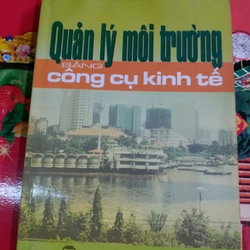 Quản lý môi trường
BẰNG
công cụ kinh tế